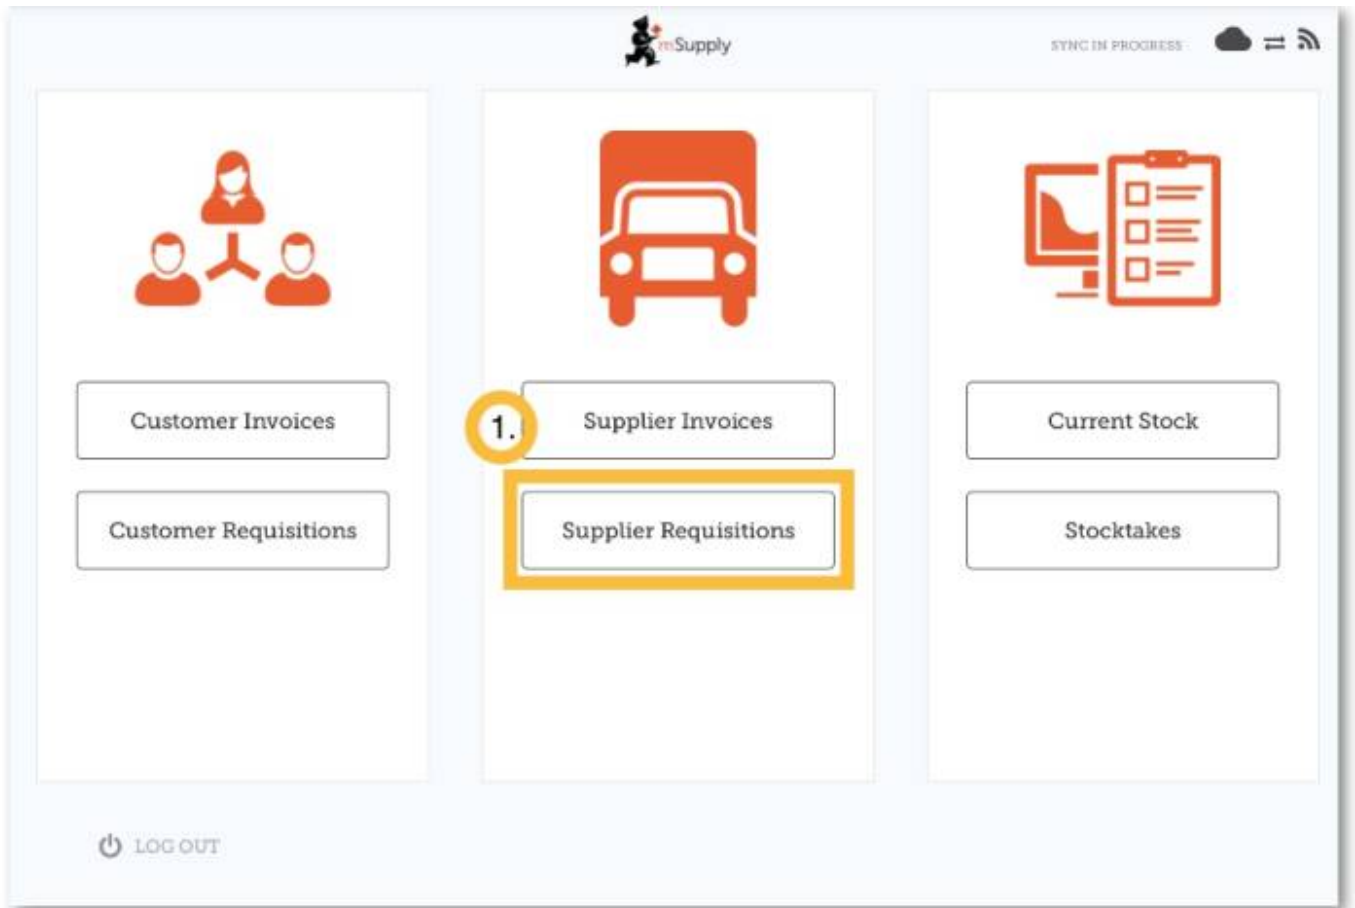 mSupply
SYNC IN PROGRESS
Customer Invoices
Customer Requisitions
1.
Supplier Invoices
Supplier Requisitions
Current Stock
Stocktakes
LOG OUT